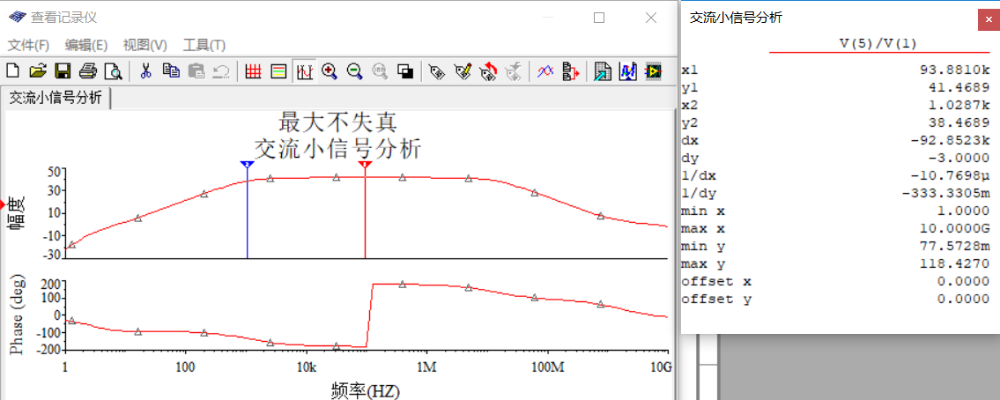 查看记录仪
文件(F) 编辑(E) 视图(V) 工具(T)
交流小信号分析
最大不失真
交流小信号分析
幅度
50
30
10
-10
-30
Phase (deg)
200
100
0
-100
-200
1 100 10k 1M 100M 10G
频率(HZ)
交流小信号分析
V(5)/V(1)
x1 93.8810k
y1 41.4689
x2 1.0287k
y2 38.4689
dx -92.8523k
dy -3.0000
1/dx -10.7698µ
1/dy -333.3305m
min x 1.0000
max x 10.0000G
min y 77.5728m
max y 118.4270
offset x 0.0000
offset y 0.0000